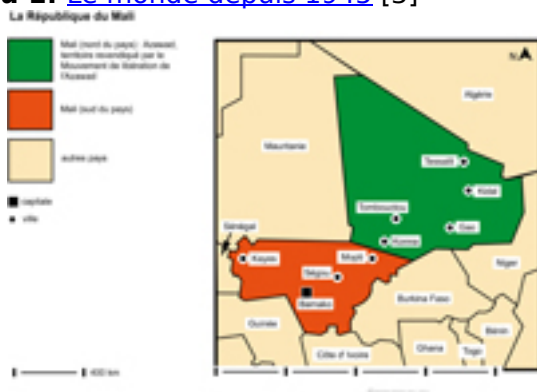 Le monde depuis 1945 [3]
La République du Mali
Mali (nord du pays) : Azawad,
territoire revendiqué par le
Mouvement de libération de
l'Azawad
Mali (sud du pays)
autres pays
capitale
ville
N
Algérie
Mauritanie
Tessalit
Kidal
Tombouctou
Gao
Konna
Sénégal
Kayes
Mopti
Ségou
Bamako
Niger
Burkina Faso
Guinée
Bénin
Côte d' Ivoire
Ghana
Togo
400 km